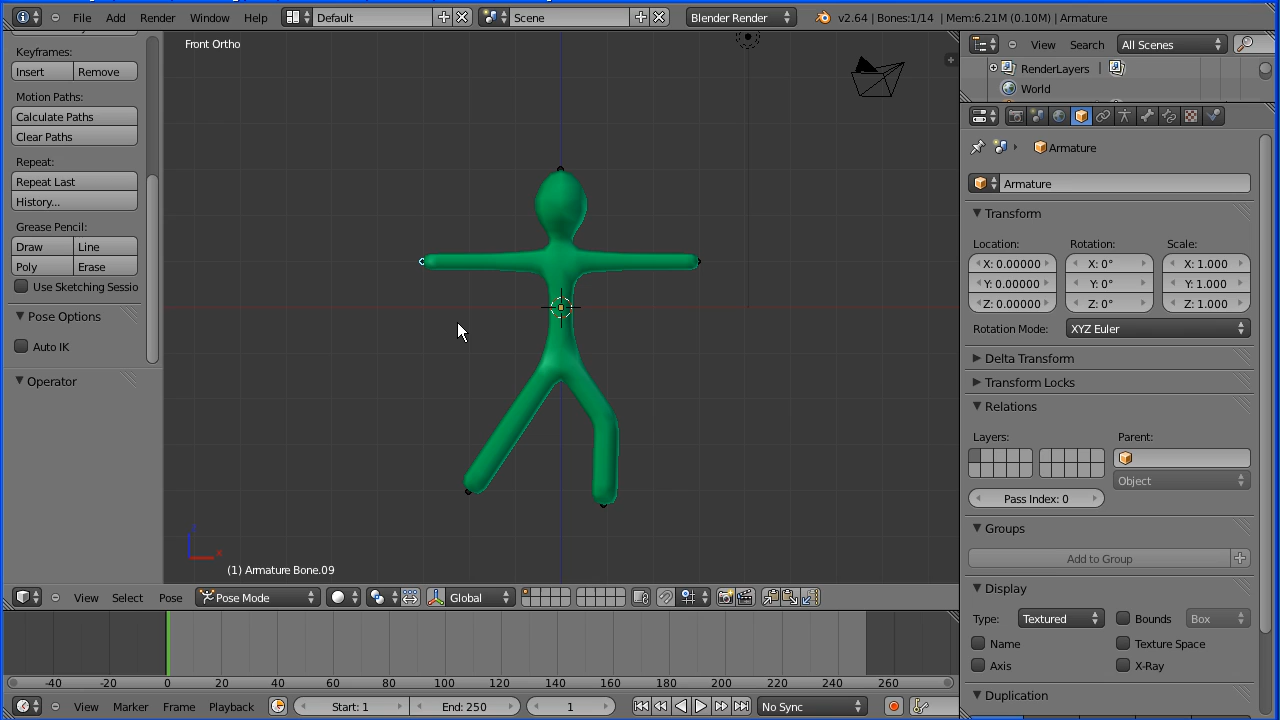 File Add Render Window Help Default Scene Blender Render v2.64 | Bones:1/14 | Mem:6.21M (0.10M) | Armature
Keyframes:
Insert Remove
Motion Paths:
Calculate Paths
Clear Paths
Repeat:
Repeat Last
History...
Grease Pencil:
Draw Line
Poly Erase
Use Sketching Sessio
Pose Options
Auto IK
Operator
Front Ortho
x
(1) Armature Bone.09
View Select Pose Pose Mode Global
-40 -20 0 20 40 60 80 100 120 140 160 180 200 220 240 260
View Marker Frame Playback Start: 1 End: 250 1 No Sync
View Search All Scenes
RenderLayers
World
Armature
Armature
Transform
Location: Rotation: Scale:
X: 0.00000 X: 0° X: 1.000
Y: 0.00000 Y: 0° Y: 1.000
Z: 0.00000 Z: 0° Z: 1.000
Rotation Mode: XYZ Euler
Delta Transform
Transform Locks
Relations
Layers: Parent:
Object
Pass Index: 0
Groups
Add to Group
Display
Type: Textured Bounds Box
Name Texture Space
Axis X-Ray
Duplication